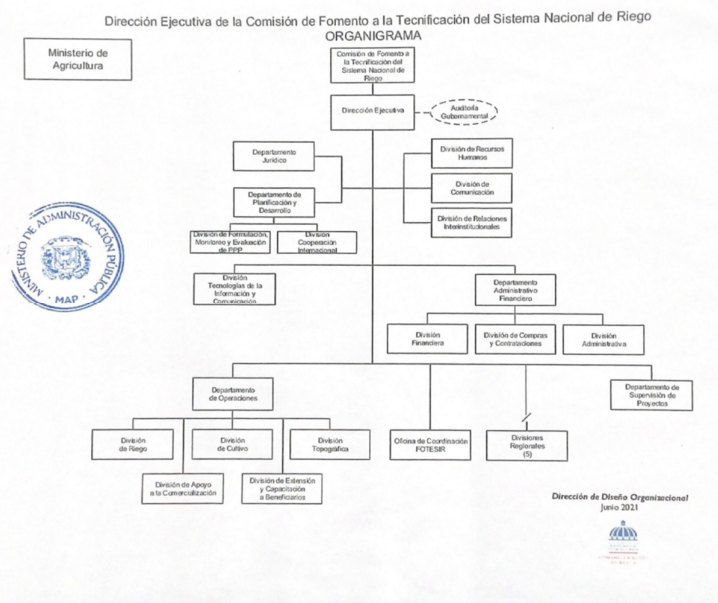 Dirección Ejecutiva de la Comisión de Fomento a la Tecnificación del Sistema Nacional de Riego
ORGANIGRAMA
Ministerio de
Agricultura
Comisión de Fomento a
la Tecnificación del
Sistema Nacional de
Riego
Dirección Ejecutiva
Auditoría
Gubernamental
Departamento
Jurídico
División de Recursos
Humanos
Departamento de
Planificación y
Desarrollo
División de
Comunicación
División de Relaciones
Interinstitucionales
División de Formulación,
Monitoreo y Evaluación
de PPP
División
Cooperación
Internacional
MINISTERIO DE ADMINISTRACIÓN PÚBLICA
· MAP ·
División
Tecnologías de la
Información y
Comunicación
Departamento
Administrativo
Financiero
División
Financiera
División de Compras
y Contrataciones
División
Administrativa
Departamento
de Operaciones
Departamento de
Supervisión de
Proyectos
División
de Riego
División
de Cultivo
División
Topográfica
Oficina de Coordinación
FOTESIR
Divisiones
Regionales
(5)
División de Apoyo
a la Comercialización
División de Extensión
y Capacitación
a Beneficiarios
Dirección de Diseño Organizacional
Junio 2021